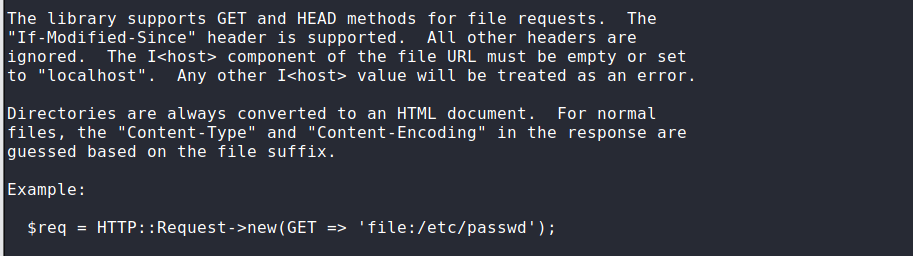 The library supports GET and HEAD methods for file requests.  The
"If-Modified-Since" header is supported.  All other headers are
ignored.  The I<host> component of the file URL must be empty or set
to "localhost".  Any other I<host> value will be treated as an error.

Directories are always converted to an HTML document.  For normal
files, the "Content-Type" and "Content-Encoding" in the response are
guessed based on the file suffix.

Example:

  $req = HTTP::Request->new(GET => 'file:/etc/passwd');